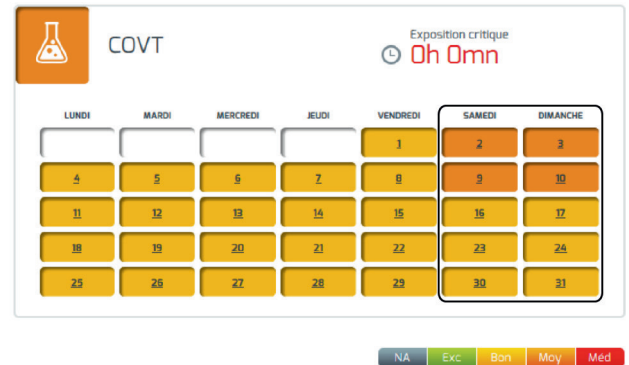 COVT
Exposition critique
0h 0mn
LUNDI MARDI MERCREDI JEUDI VENDREDI SAMEDI DIMANCHE
1 2 3
4 5 6 7 8 9 10
11 12 13 14 15 16 17
18 19 20 21 22 23 24
25 26 27 28 29 30 31
NA Exc Bon Moy Méd